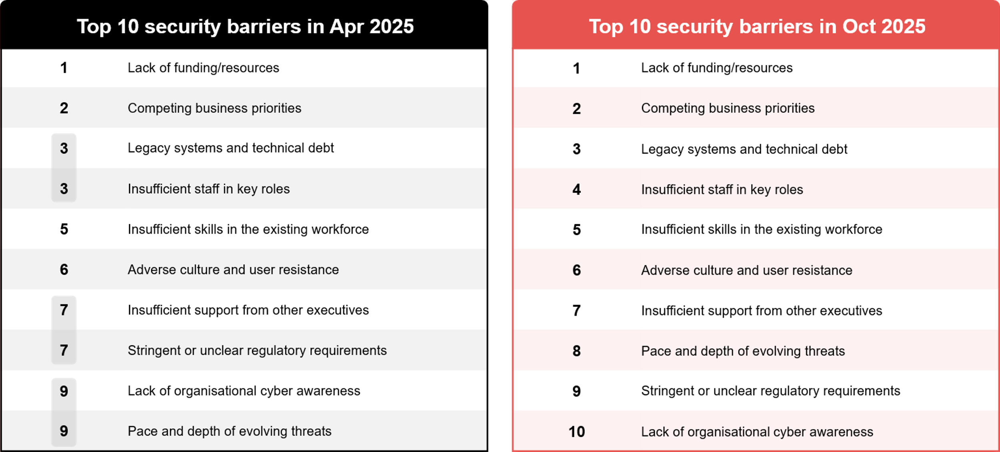 Top 10 security barriers in Apr 2025
1 Lack of funding/resources
2 Competing business priorities
3 Legacy systems and technical debt
3 Insufficient staff in key roles
5 Insufficient skills in the existing workforce
6 Adverse culture and user resistance
7 Insufficient support from other executives
7 Stringent or unclear regulatory requirements
9 Lack of organisational cyber awareness
9 Pace and depth of evolving threats
Top 10 security barriers in Oct 2025
1 Lack of funding/resources
2 Competing business priorities
3 Legacy systems and technical debt
4 Insufficient staff in key roles
5 Insufficient skills in the existing workforce
6 Adverse culture and user resistance
7 Insufficient support from other executives
8 Pace and depth of evolving threats
9 Stringent or unclear regulatory requirements
10 Lack of organisational cyber awareness